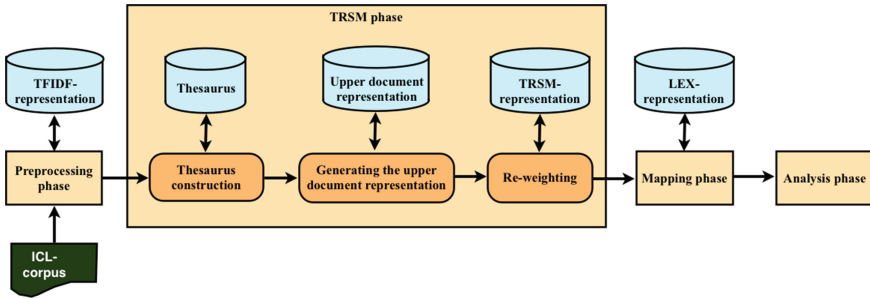 TRSM phase
TFIDF-
representation
Thesaurus
Upper document
representation
TRSM-
representation
LEX-
representation
Preprocessing
phase
Thesaurus
construction
Generating the upper
document representation
Re-weighting
Mapping phase
Analysis phase
ICL-
corpus